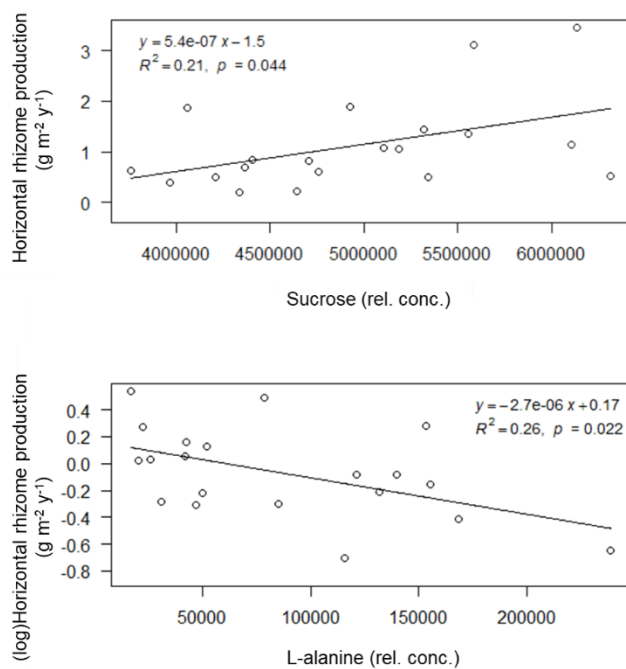 Horizontal rhizome production
(g m-2 y-1)
y = 5.4e-07 x − 1.5
R2 = 0.21, p = 0.044
3
2
1
0
4000000 4500000 5000000 5500000 6000000
Sucrose (rel. conc.)
(log)Horizontal rhizome production
(g m-2 y-1)
y = −2.7e-06 x + 0.17
R2 = 0.26, p = 0.022
0.4
0.2
0.0
-0.2
-0.4
-0.6
-0.8
50000 100000 150000 200000
L-alanine (rel. conc.)